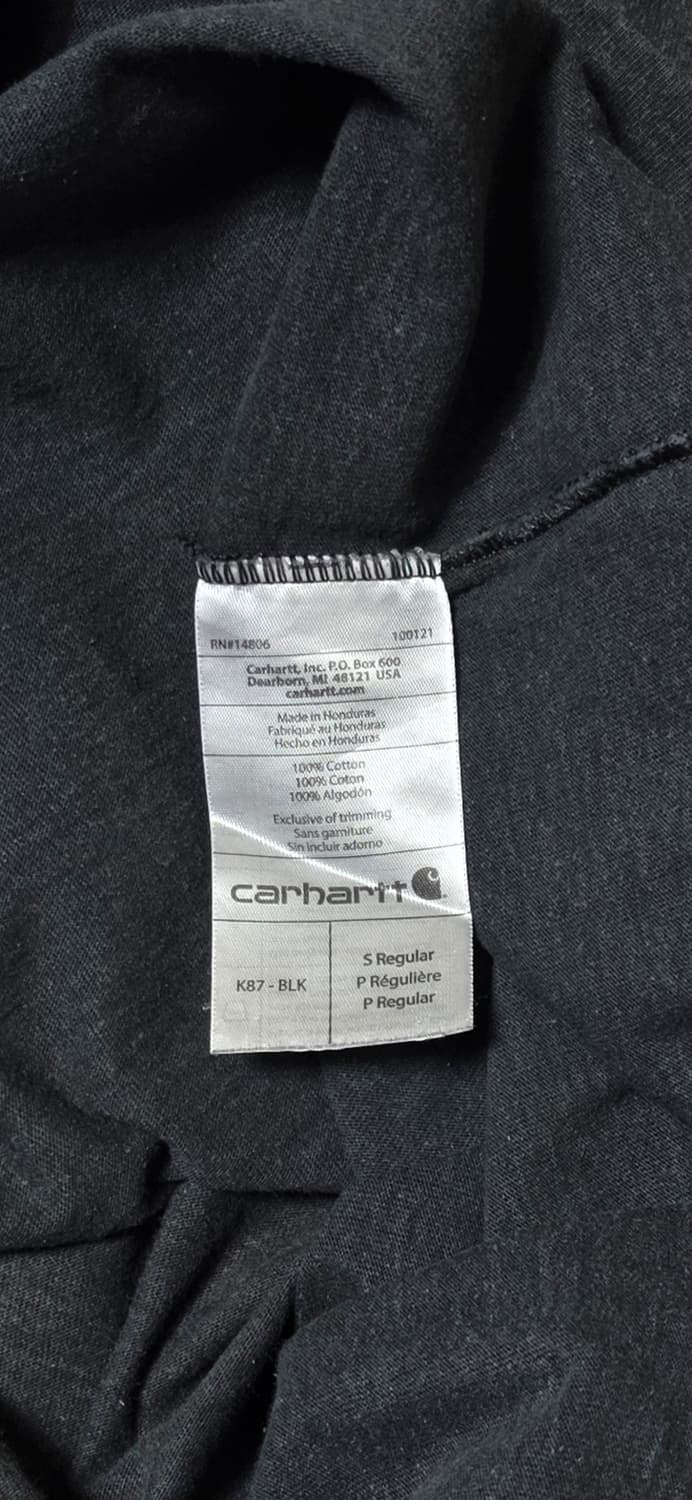 RN#14806 100121
Carhartt, Inc. P.O. Box 600
Dearborn, MI 48121 USA
carhartt.com
Made in Honduras
Fabriqué au Honduras
Hecho en Honduras
100% Cotton
100% Coton
100% Algodón
Exclusive of trimming
Sans garniture
Sin incluir adorno
carhartt
K87 - BLK
S Regular
P Régulière
P Regular